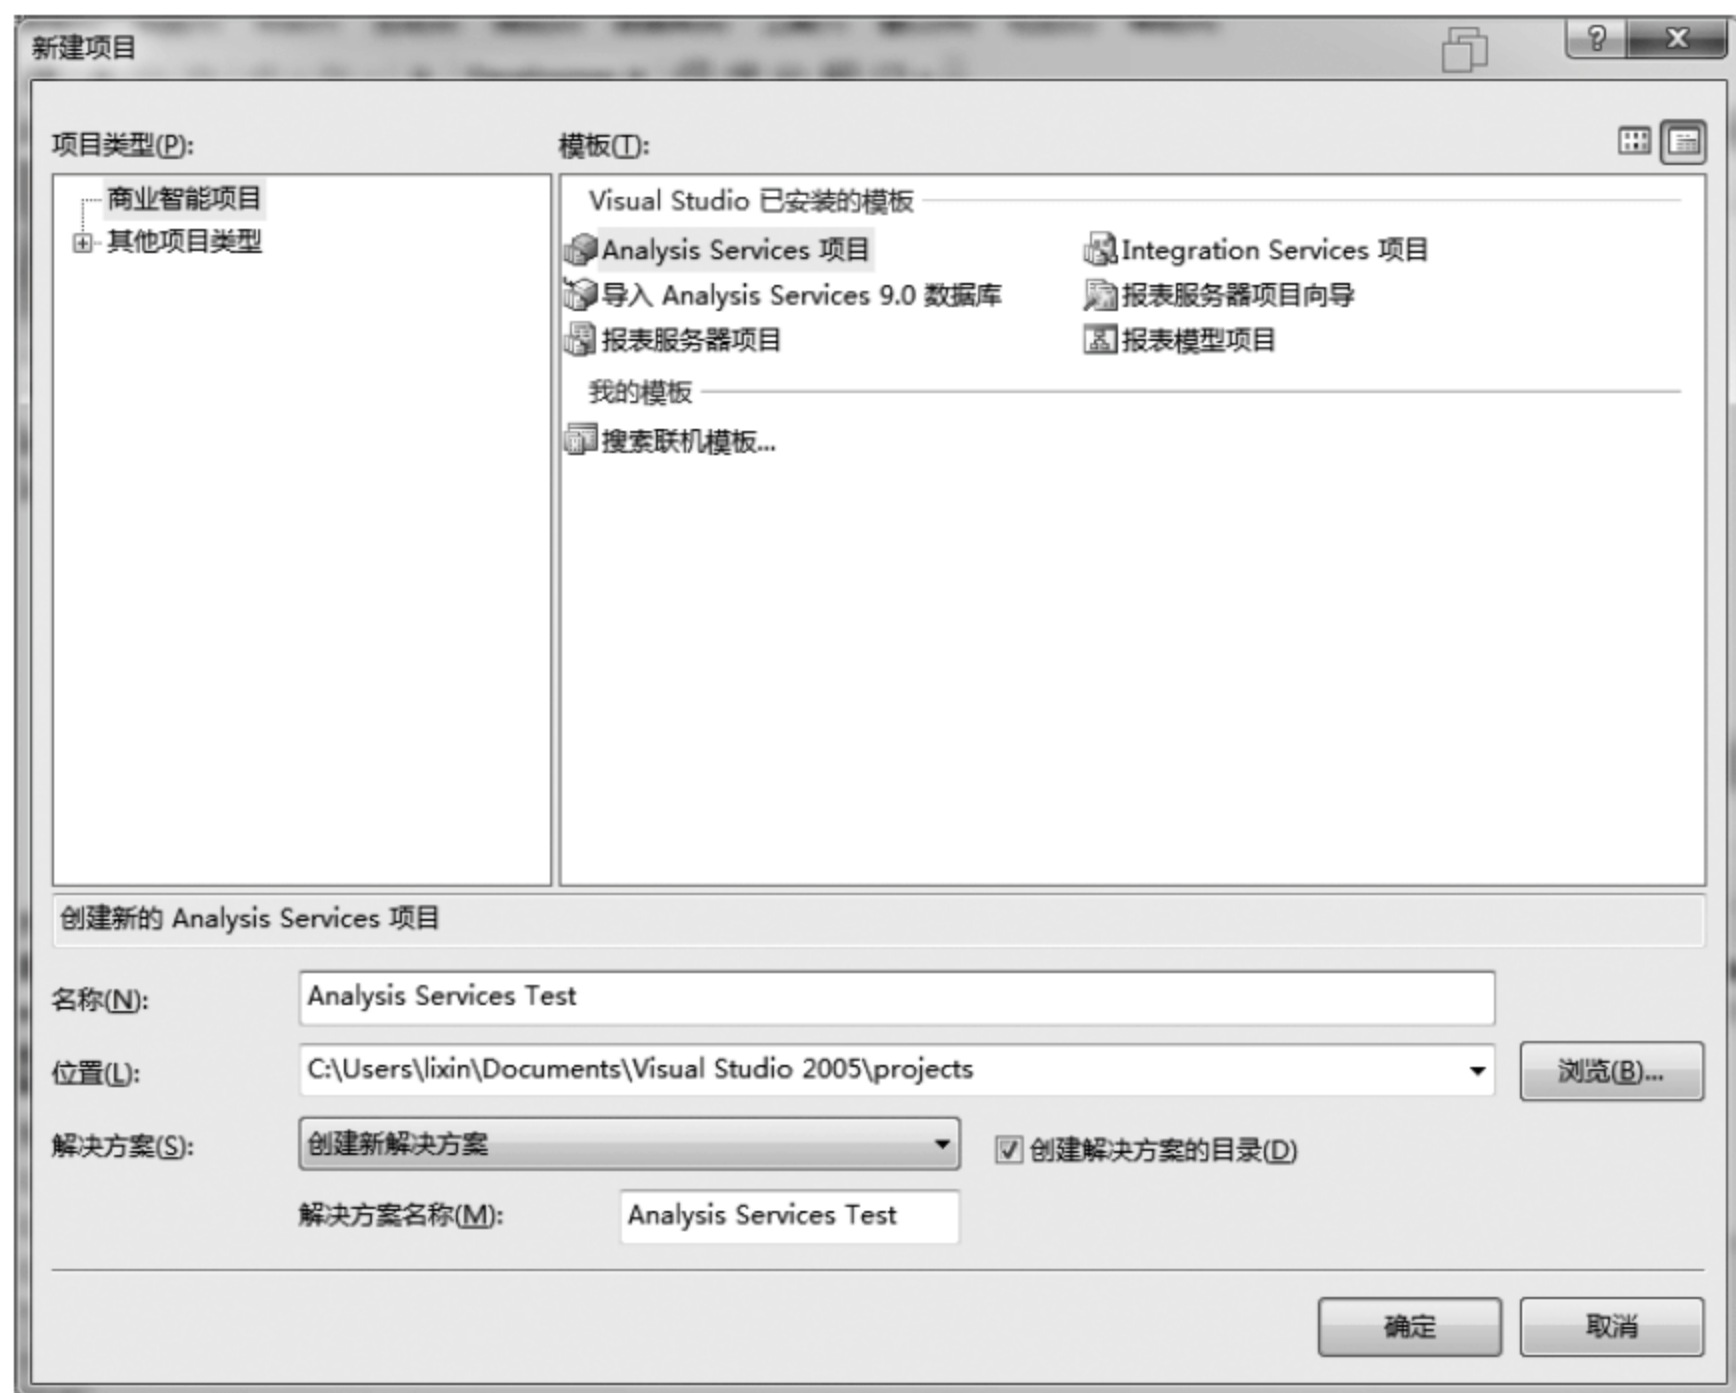 新建项目
项目类型(P):
模板(T):
商业智能项目
其他项目类型
Visual Studio 已安装的模板
Analysis Services 项目
Integration Services 项目
导入 Analysis Services 9.0 数据库
报表服务器项目向导
报表服务器项目
报表模型项目
我的模板
搜索联机模板...
创建新的 Analysis Services 项目
名称(N):
Analysis Services Test
位置(L):
C:\Users\lixin\Documents\Visual Studio 2005\projects
浏览(B)...
解决方案(S):
创建新解决方案
创建解决方案的目录(D)
解决方案名称(M):
Analysis Services Test
确定
取消